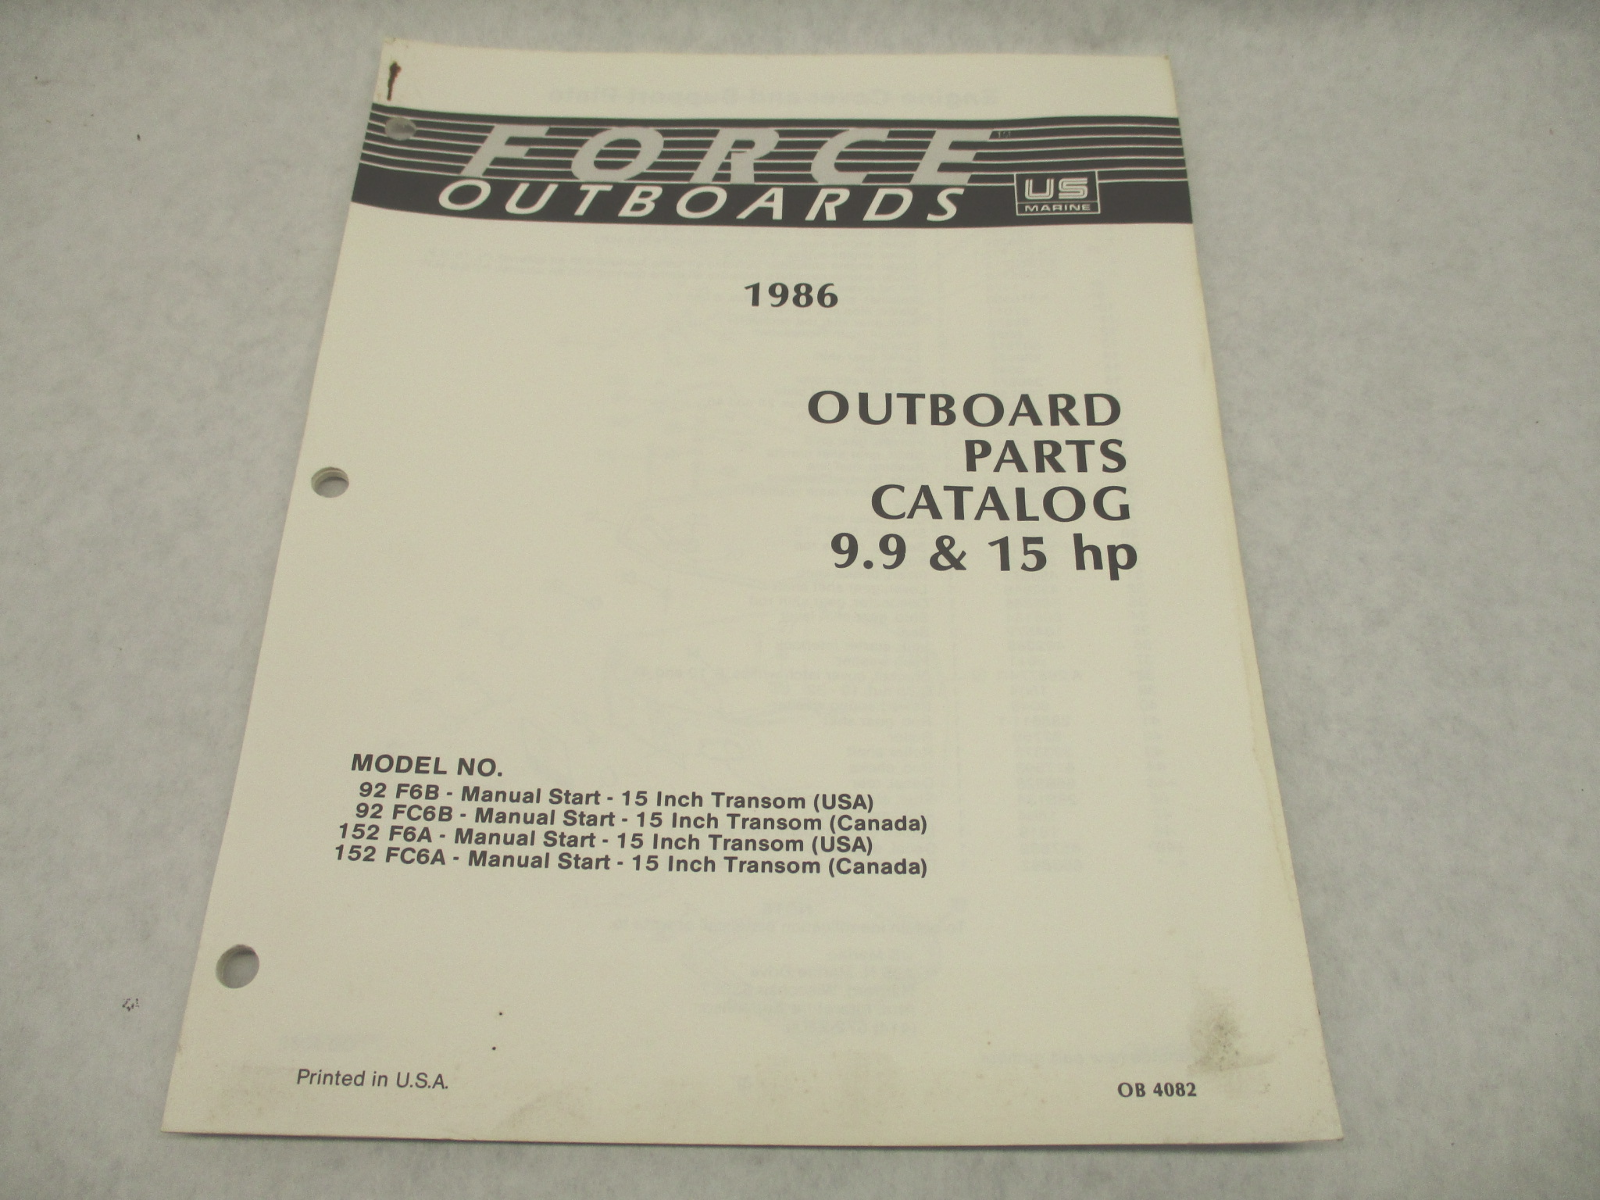 FORCE™
OUTBOARDS
US
MARINE
1986
OUTBOARD
PARTS
CATALOG
9.9 & 15 hp
MODEL NO.
92 F6B - Manual Start - 15 Inch Transom (USA)
92 FC6B - Manual Start - 15 Inch Transom (Canada)
152 F6A - Manual Start - 15 Inch Transom (USA)
152 FC6A - Manual Start - 15 Inch Transom (Canada)
Printed in U.S.A.
OB 4082